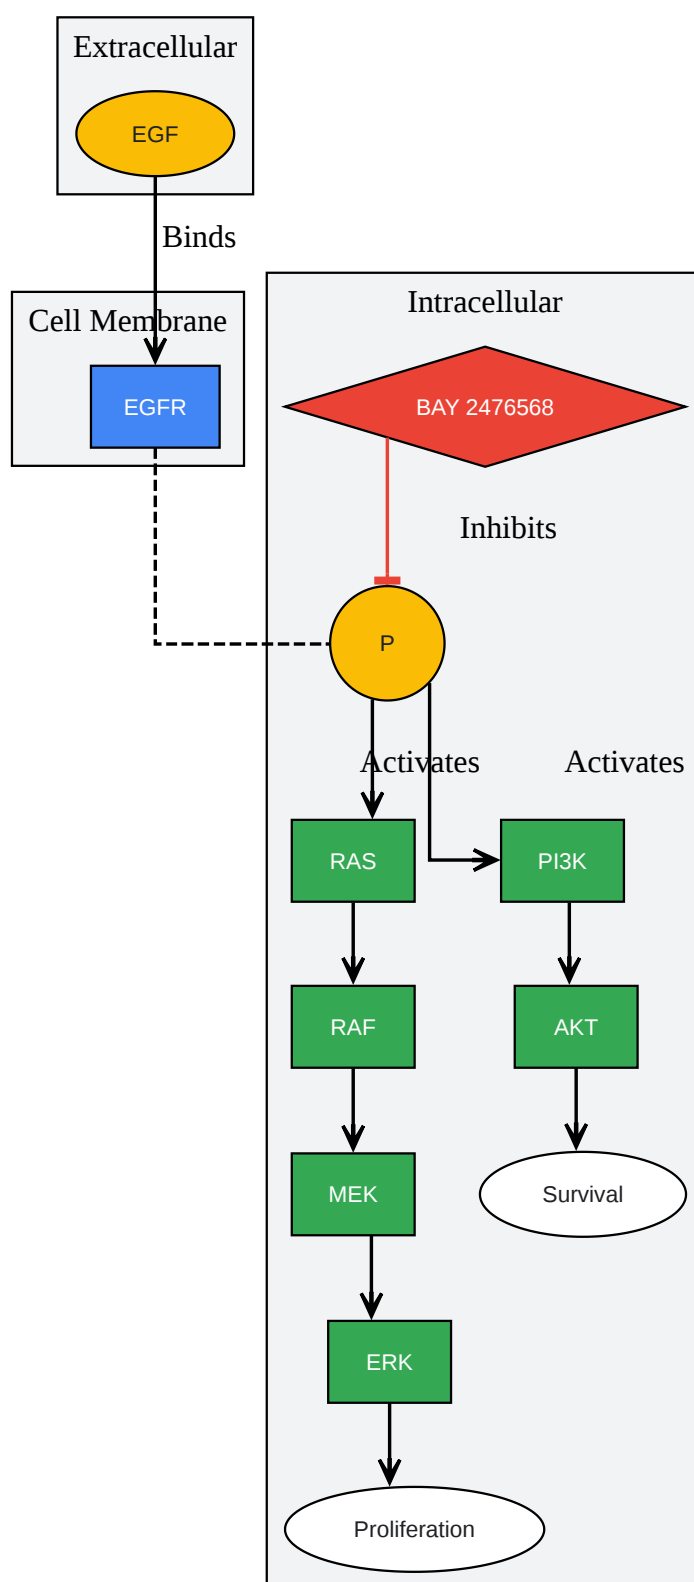 Extracellular
EGF
Binds
Cell Membrane
EGFR
Intracellular
BAY 2476568
Inhibits
P
Activates
Activates
RAS
PI3K
RAF
AKT
MEK
Survival
ERK
Proliferation